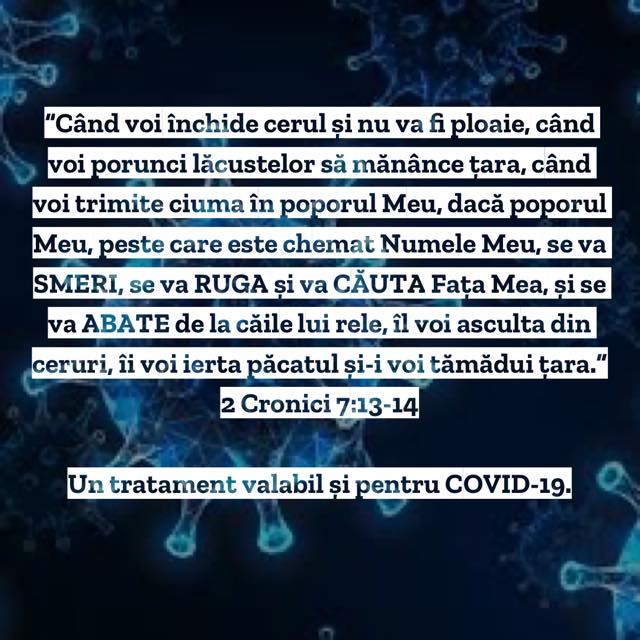 “Când voi închide cerul și nu va fi ploaie, când
voi porunci lăcustelor să mănânce țara, când
voi trimite ciuma în poporul Meu, dacă poporul
Meu, peste care este chemat Numele Meu, se va
SMERI, se va RUGA și va CĂUTA Fața Mea, și se
va ABATE de la căile lui rele, îl voi asculta din
ceruri, îi voi ierta păcatul și-i voi tămădui țara.”
2 Cronici 7:13-14
Un tratament valabil și pentru COVID-19.